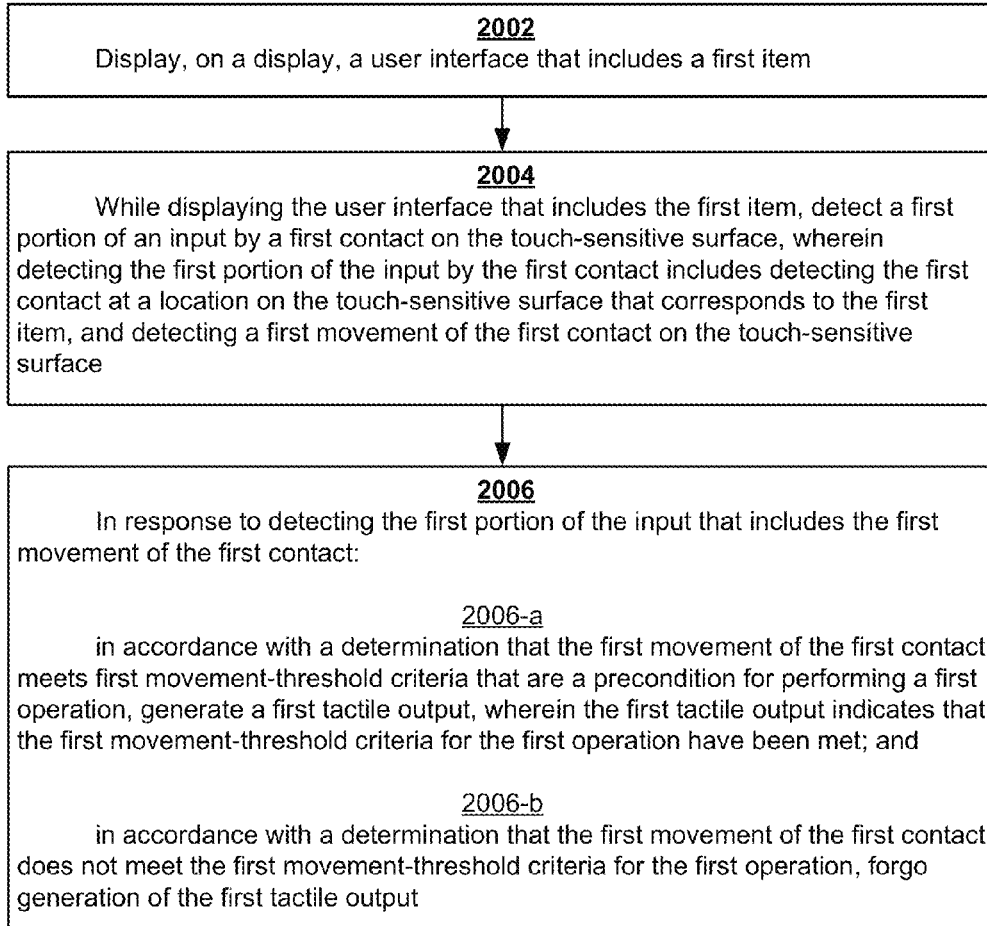 2002
Display, on a display, a user interface that includes a first item
2004
While displaying the user interface that includes the first item, detect a first
portion of an input by a first contact on the touch-sensitive surface, wherein
detecting the first portion of the input by the first contact includes detecting the first
contact at a location on the touch-sensitive surface that corresponds to the first
item, and detecting a first movement of the first contact on the touch-sensitive
surface
2006
In response to detecting the first portion of the input that includes the first
movement of the first contact:
2006-a
in accordance with a determination that the first movement of the first contact
meets first movement-threshold criteria that are a precondition for performing a first
operation, generate a first tactile output, wherein the first tactile output indicates that
the first movement-threshold criteria for the first operation have been met; and
2006-b
in accordance with a determination that the first movement of the first contact
does not meet the first movement-threshold criteria for the first operation, forgo
generation of the first tactile output